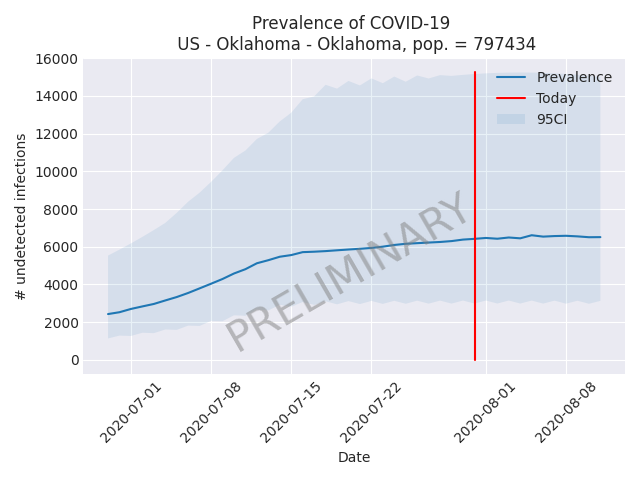 Prevalence of COVID-19
US - Oklahoma - Oklahoma, pop. = 797434
16000
14000
12000
10000
8000
6000
4000
2000
0
# undetected infections
Prevalence
Today
95CI
PRELIMINARY
2020-07-01
2020-07-08
2020-07-15
2020-07-22
2020-08-01
2020-08-08
Date